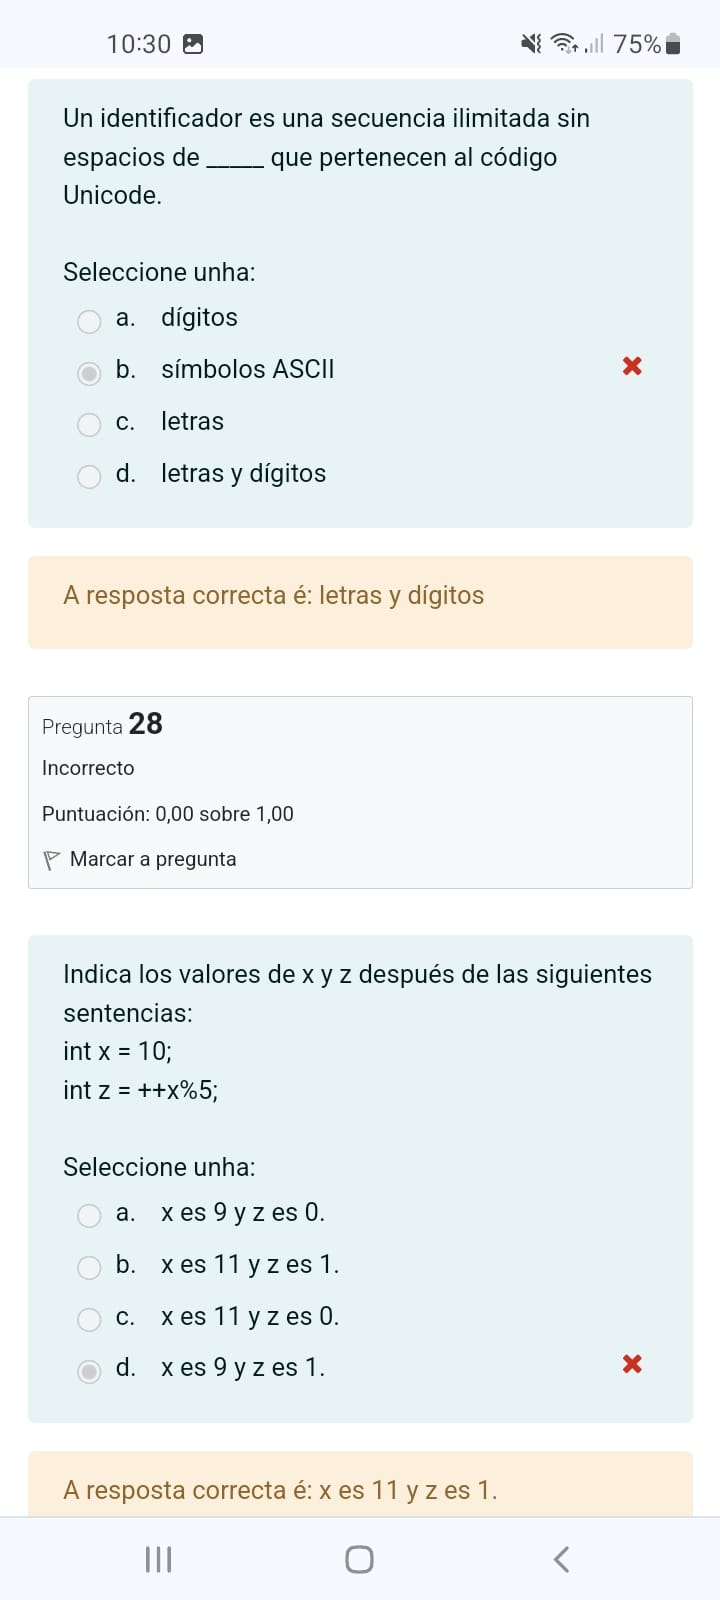 10:30 75%
Un identificador es una secuencia ilimitada sin
espacios de _____ que pertenecen al código
Unicode.
Seleccione unha:
a. dígitos
b. símbolos ASCII
c. letras
d. letras y dígitos
A resposta correcta é: letras y dígitos
Pregunta 28
Incorrecto
Puntuación: 0,00 sobre 1,00
Marcar a pregunta
Indica los valores de x y z después de las siguientes
sentencias:
int x = 10;
int z = ++x%5;
Seleccione unha:
a. x es 9 y z es 0.
b. x es 11 y z es 1.
c. x es 11 y z es 0.
d. x es 9 y z es 1.
A resposta correcta é: x es 11 y z es 1.